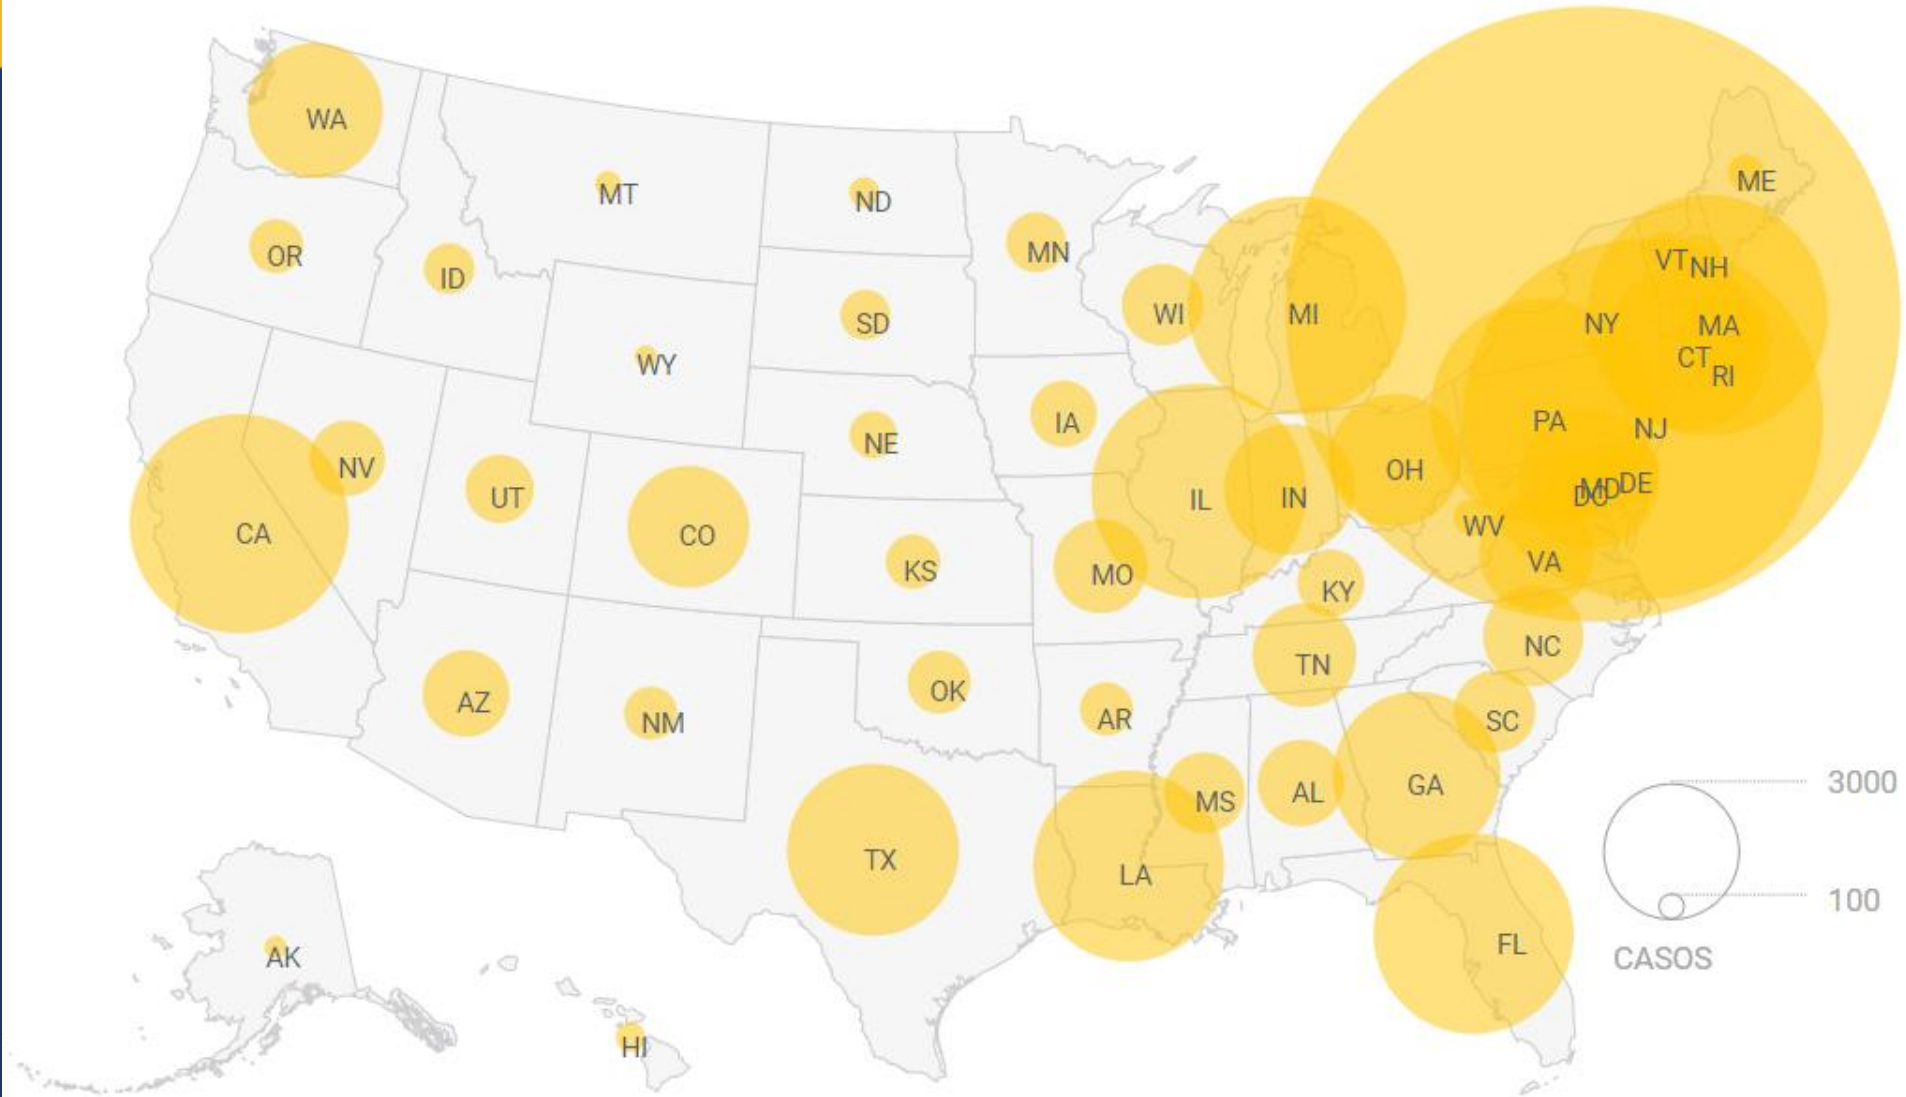 WA
MT
ND
ME
OR
ID
MN
VT
NH
SD
WI
MI
NY
MA
WY
CT
RI
IA
PA
NJ
NE
NV
OH
UT
IL
IN
MD
DE
DC
CA
CO
WV
KS
MO
VA
KY
NC
TN
AZ
NM
OK
AR
SC
MS
AL
GA
3000
TX
LA
100
FL
CASOS
AK
HI